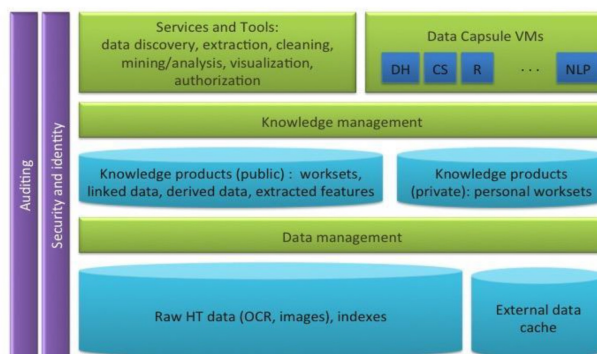 Services and Tools:
data discovery, extraction, cleaning,
mining/analysis, visualization,
authorization
Data Capsule VMs
DH CS R ... NLP
Knowledge management
Knowledge products (public) : worksets,
linked data, derived data, extracted features
Knowledge products
(private): personal worksets
Data management
Raw HT data (OCR, images), indexes
External data
cache
Auditing
Security and identity